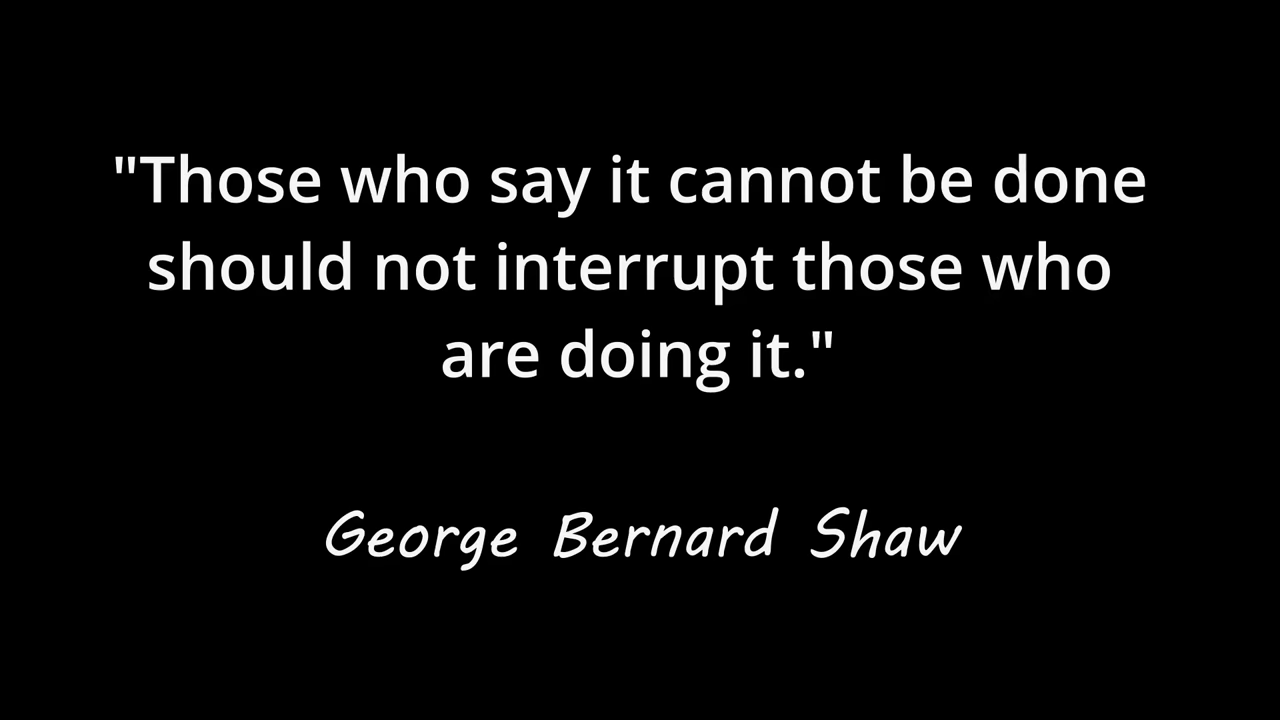 "Those who say it cannot be done
should not interrupt those who
are doing it."
George Bernard Shaw